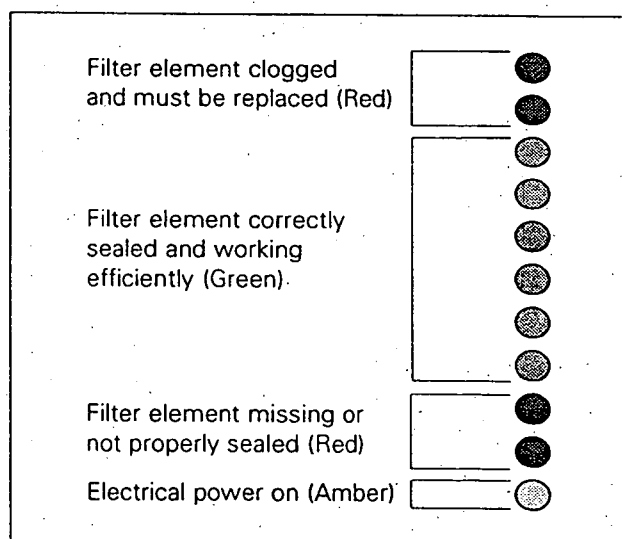 Filter element clogged
and must be replaced (Red)
Filter element correctly
sealed and working
efficiently (Green)
Filter element missing or
not properly sealed (Red)
Electrical power on (Amber)